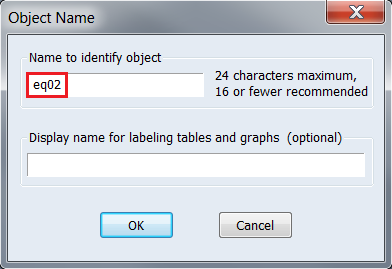 Object Name
Name to identify object
eq02
24 characters maximum,
16 or fewer recommended
Display name for labeling tables and graphs (optional)
OK
Cancel